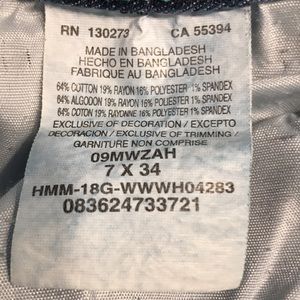 RN 130273 CA 55394
MADE IN BANGLADESH
HECHO EN BANGLADESH
FABRIQUE AU BANGLADESH
64% COTTON 19% RAYON 16% POLYESTER 1% SPANDEX
64% ALGODON 19% RAYON 16% POLIESTER 1% SPANDEX
64% COTON 19% RAYON 16% POLYESTER 1% SPANDEX
EXCLUSIVE OF DECORATION / EXCEPTO
DECORACION / EXCLUSIVE OF TRIMMING /
GARNITURE NON COMPRISE
09MWZAH
7 X 34
HMM-18G-WWWH04283
083624733721